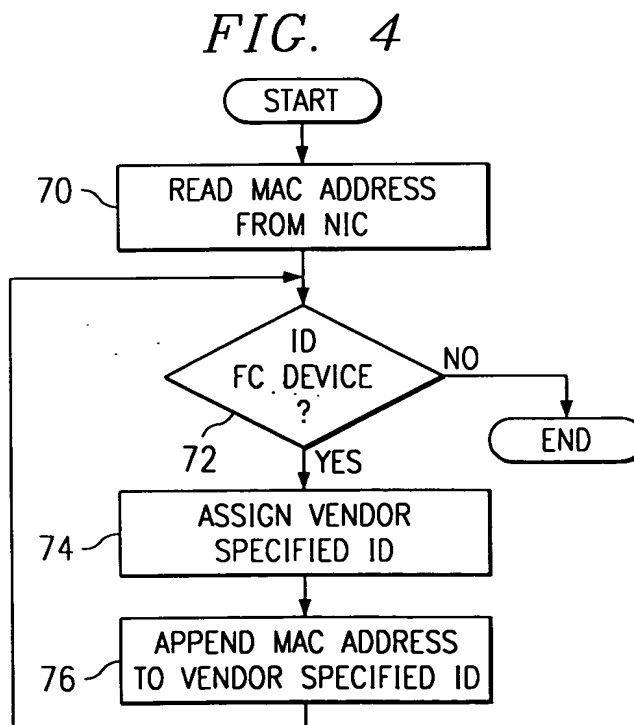 FIG. 4
START
70
READ MAC ADDRESS
FROM NIC
ID
FC DEVICE
?
NO
72
YES
END
74
ASSIGN VENDOR
SPECIFIED ID
76
APPEND MAC ADDRESS
TO VENDOR SPECIFIED ID